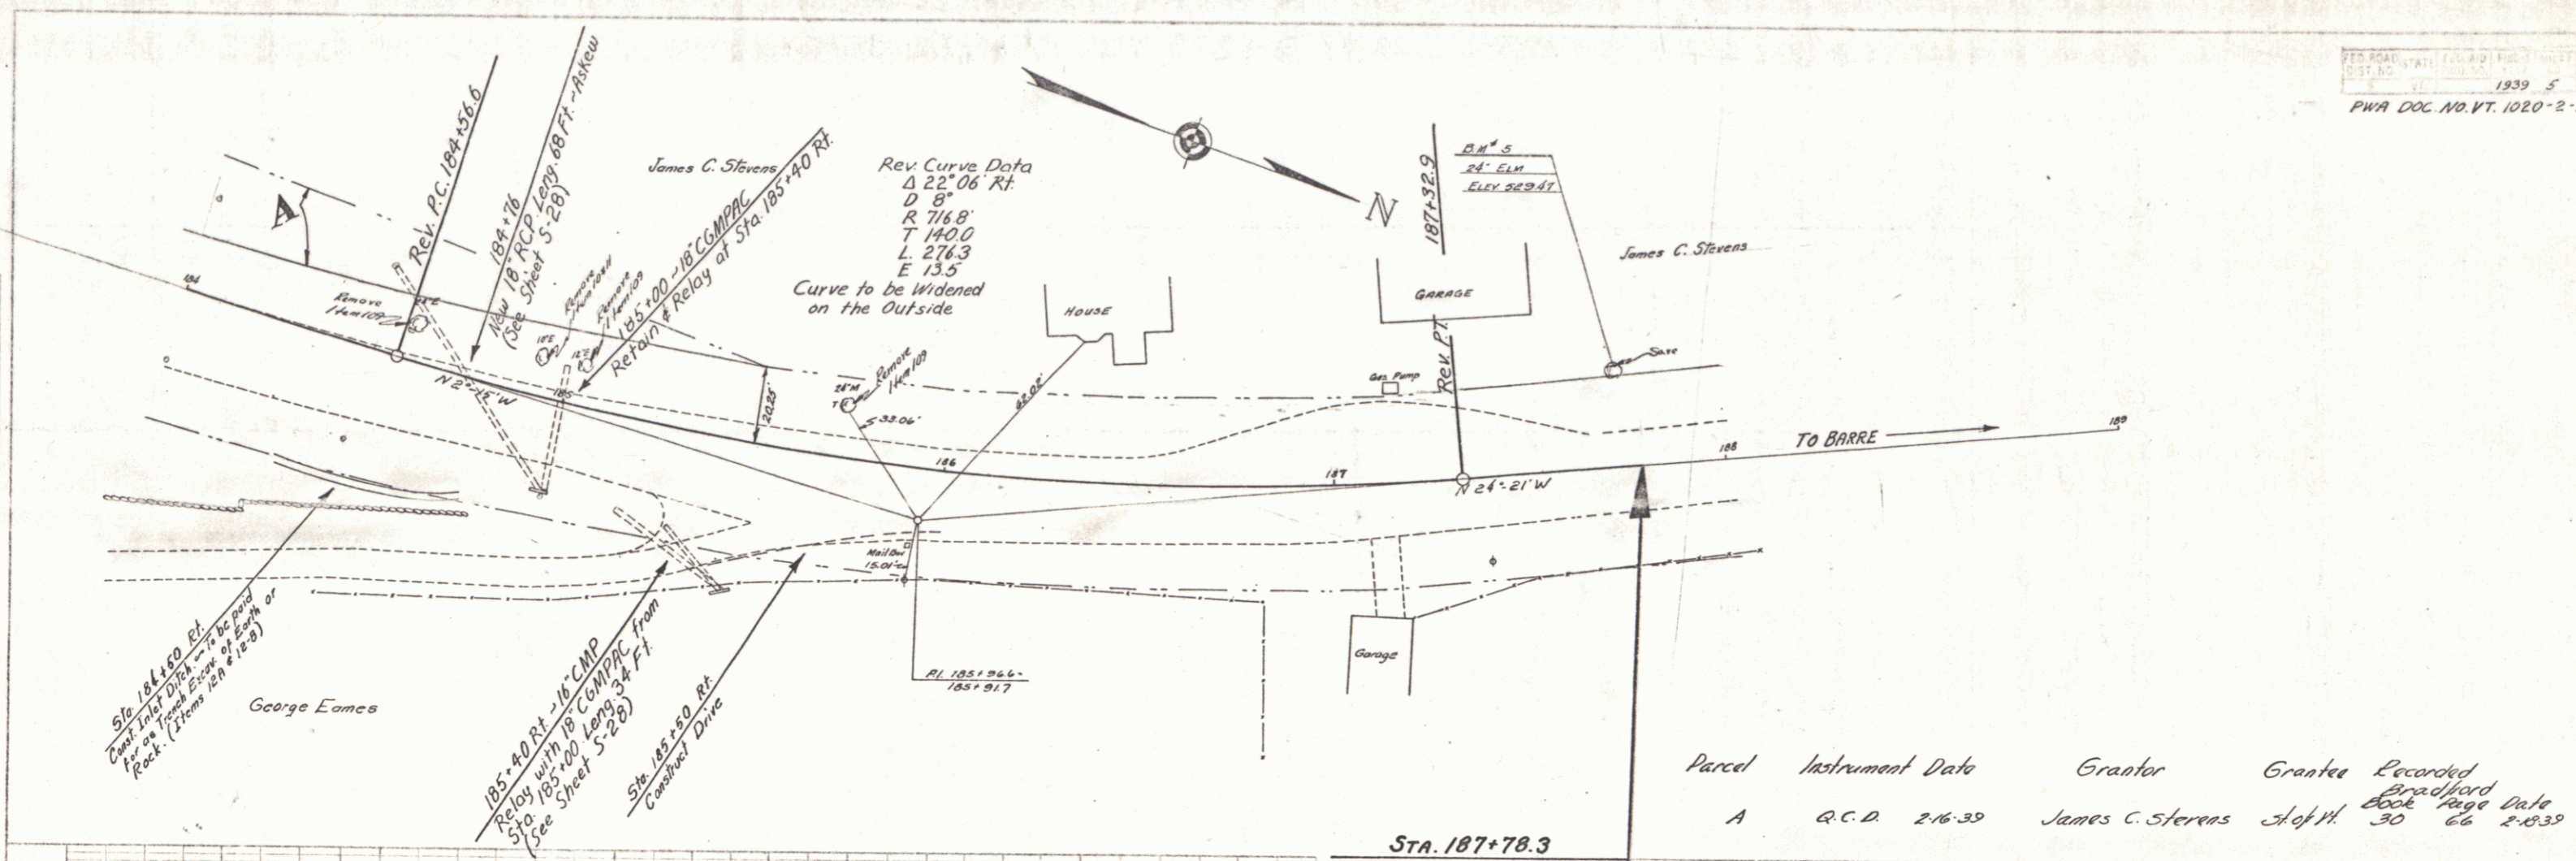 FED. ROAD DIST. NO. STATE
VT. 1939 5
PWA DOC. NO. VT. 1020-2-
Rev. P.C. 184+56.6
184+76
New 18" RCP Leng. 68 Ft. - Askew
(See Sheet S-28)
James C. Stevens
185+00 - 18" CGMPAC
Retain & Relay at Sta. 185+40 Rt.
Rev. Curve Data
Δ 22°06' Rt.
D 8°
R 716.8'
T 140.0
L. 276.3
E 13.5'
Curve to be Widened
on the Outside
N
187+32.9
Rev. P.T.
B.M # 5
24" ELM
ELEV 529.47
James C. Stevens
A
184
Remove
Item 109
Remove
Remove
Item 109
10"E
12"E
HOUSE
GARAGE
Save
Gas Pump
24" M
Remove
Item 109
33.06'
62.02'
20.25'
N 2°-15' W
185
186
187
188
189
TO BARRE
N 24°-21' W
Mail Box
15.01'
P.I. 185+96.6
185+91.7
Garage
Sta. 184+60 Rt.
Const. Inlet Ditch - To be paid
for as Trench Excav. of Earth or
Rock. (Items 12A & 12-B)
George Eames
185+40 Rt. - 16" CMP
Relay with 18" CGMPAC from
Sta. 185+00 Leng. 34 Ft.
(See Sheet S-28)
Sta. 185+50 Rt.
Construct Drive
STA. 187+78.3
Parcel Instrument Date Grantor Grantee Recorded
Bradford
Book Page Date
A Q.C.D. 2-16-39 James C. Stevens St. of Vt. 30 66 2-18-39